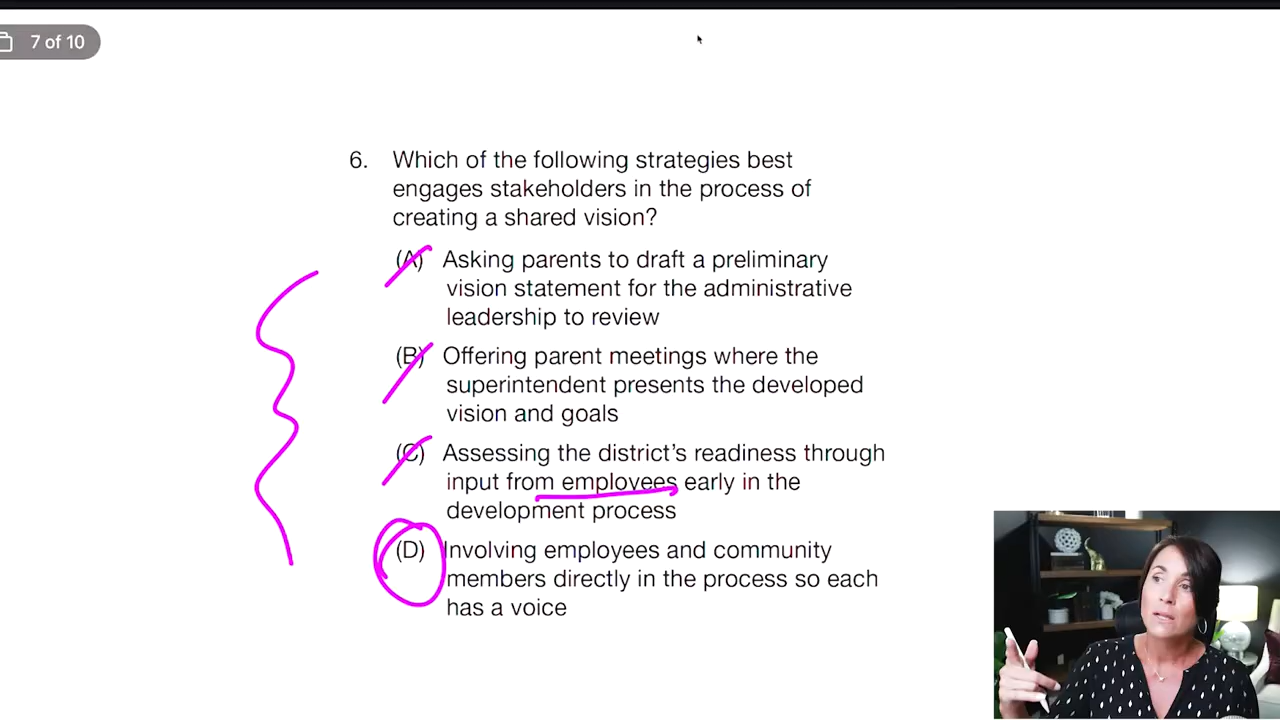 7 of 10
6. Which of the following strategies best
engages stakeholders in the process of
creating a shared vision?
(A) Asking parents to draft a preliminary
vision statement for the administrative
leadership to review
(B) Offering parent meetings where the
superintendent presents the developed
vision and goals
(C) Assessing the district's readiness through
input from employees early in the
development process
(D) Involving employees and community
members directly in the process so each
has a voice